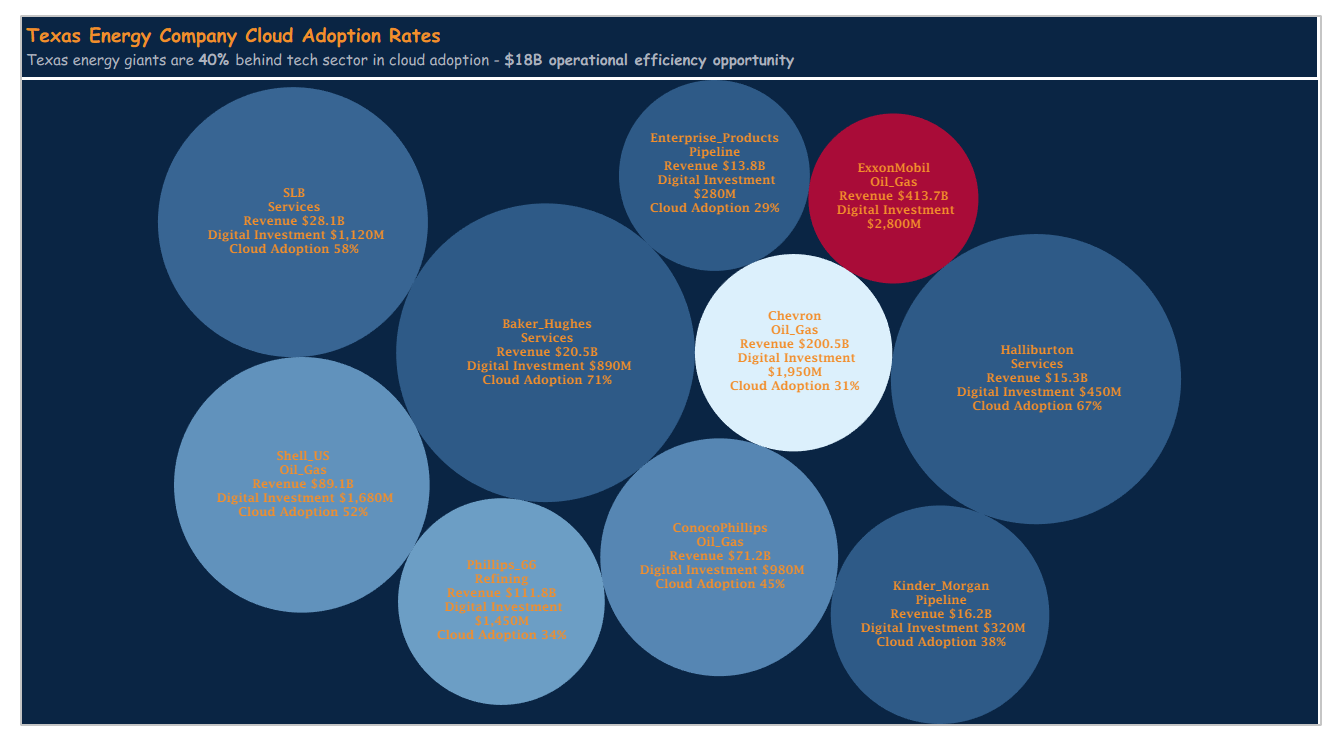 Texas Energy Company Cloud Adoption Rates
Texas energy giants are 40% behind tech sector in cloud adoption - $18B operational efficiency opportunity
Enterprise_Products
Pipeline
Revenue $13.8B
Digital Investment
$280M
Cloud Adoption 29%
ExxonMobil
Oil_Gas
Revenue $413.7B
Digital Investment
$2,800M
SLB
Services
Revenue $28.1B
Digital Investment $1,120M
Cloud Adoption 58%
Baker_Hughes
Services
Revenue $20.5B
Digital Investment $890M
Cloud Adoption 71%
Chevron
Oil_Gas
Revenue $200.5B
Digital Investment
$1,950M
Cloud Adoption 31%
Halliburton
Services
Revenue $15.3B
Digital Investment $450M
Cloud Adoption 67%
Shell_US
Oil_Gas
Revenue $89.1B
Digital Investment $1,680M
Cloud Adoption 52%
Phillips_66
Refining
Revenue $111.8B
Digital Investment
$1,450M
Cloud Adoption 34%
ConocoPhillips
Oil_Gas
Revenue $71.2B
Digital Investment $980M
Cloud Adoption 45%
Kinder_Morgan
Pipeline
Revenue $16.2B
Digital Investment $320M
Cloud Adoption 38%